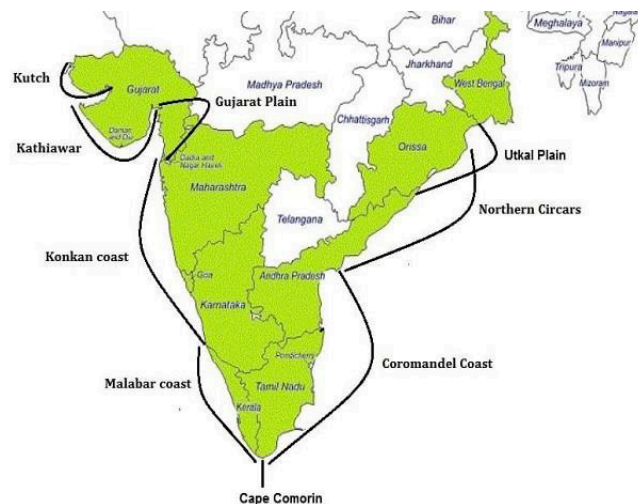 Bihar
Meghalaya
Manipur
Kutch
Gujarat
Gujarat Plain
Madhya Pradesh
Jharkhand
West Bengal
Tripura
Mizoram
Chhattisgarh
Kathiawar
Daman
and Diu
Dadra and
Nagar Haveli
Orissa
Utkal Plain
Maharashtra
Telangana
Northern Circars
Konkan coast
Goa
Andhra Pradesh
Karnataka
Pondicherry
Coromandel Coast
Malabar coast
Tamil Nadu
Kerala
Cape Comorin